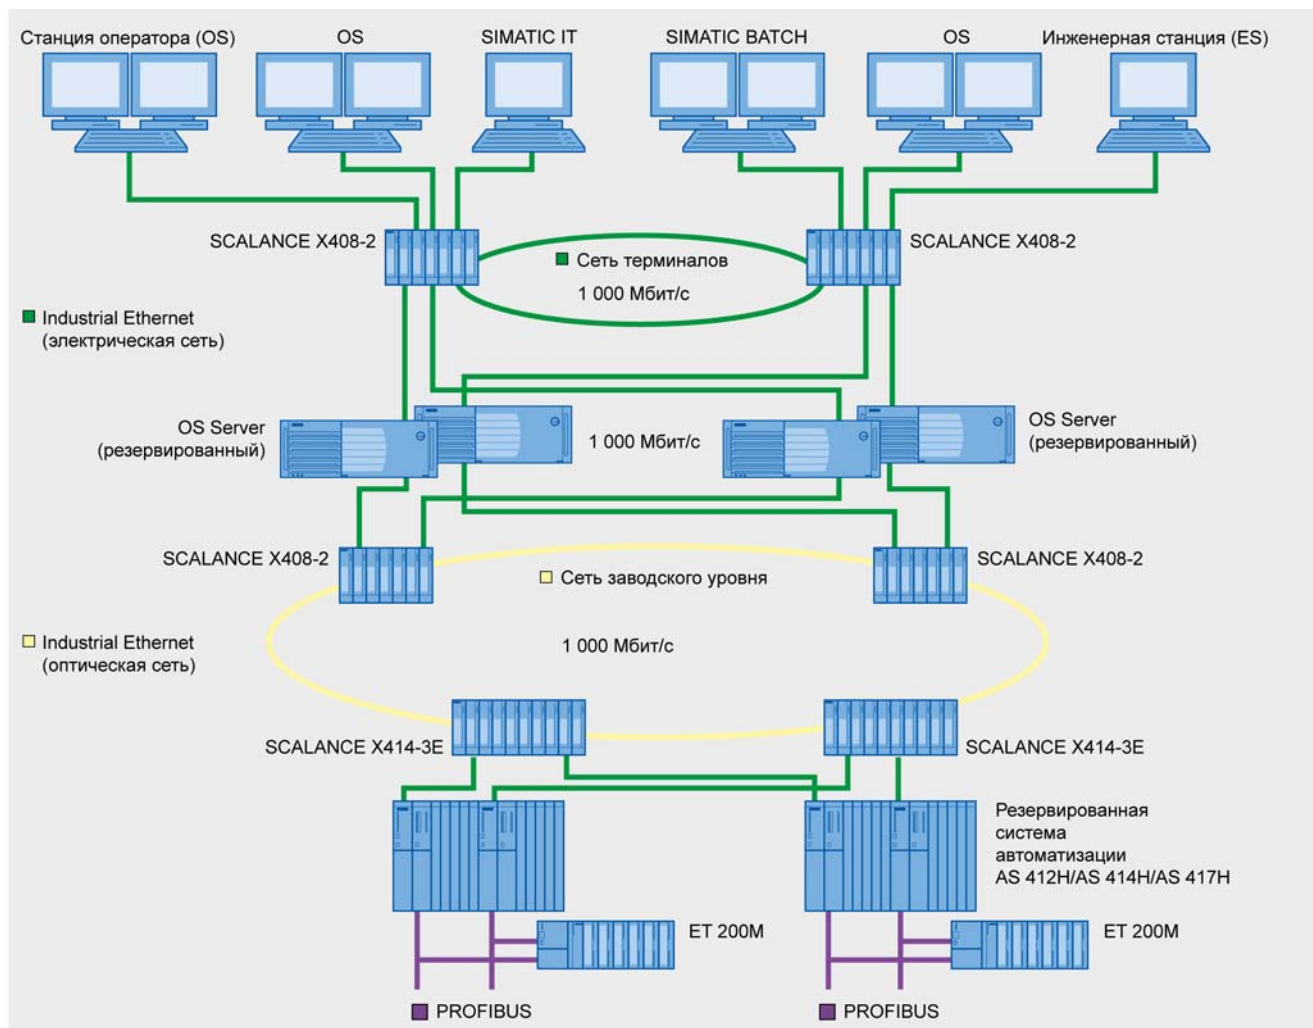 Станция оператора (OS)
OS
SIMATIC IT
SIMATIC BATCH
OS
Инженерная станция (ES)
SCALANCE X408-2
SCALANCE X408-2
Сеть терминалов
1 000 Мбит/с
Industrial Ethernet
(электрическая сеть)
OS Server
(резервированный)
1 000 Мбит/с
OS Server
(резервированный)
SCALANCE X408-2
SCALANCE X408-2
Сеть заводского уровня
Industrial Ethernet
(оптическая сеть)
1 000 Мбит/с
SCALANCE X414-3E
SCALANCE X414-3E
Резервированная
система
автоматизации
AS 412H/AS 414H/AS 417H
ET 200M
ET 200M
PROFIBUS
PROFIBUS